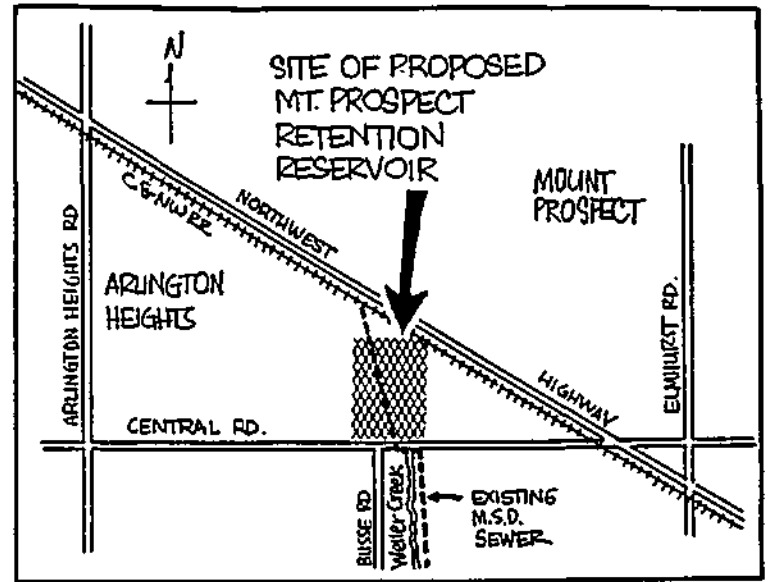 N
SITE OF PROPOSED
MT. PROSPECT
RETENTION
RESERVOIR
MOUNT
PROSPECT
C.&N.W.RR
NORTHWEST
HIGHWAY
ARLINGTON HEIGHTS RD
ARLINGTON
HEIGHTS
ELMHURST RD.
CENTRAL RD.
BUSSE RD
Weller Creek
EXISTING
M.S.D.
SEWER